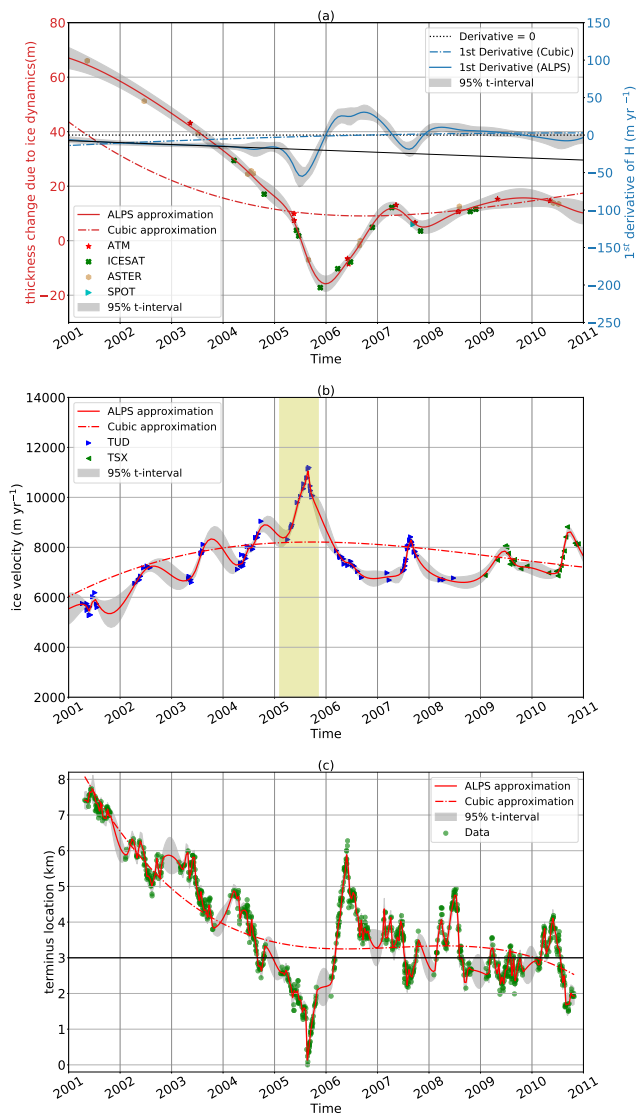 (a)
80
60
40
20
0
−20
thickness change due to ice dynamics(m)
150
100
50
0
−50
−100
−150
−200
−250
1st derivative of H (m yr−1)
Derivative = 0
1st Derivative (Cubic)
1st Derivative (ALPS)
95% t-interval
ALPS approximation
Cubic approximation
ATM
ICESAT
ASTER
SPOT
95% t-interval
2001 2002 2003 2004 2005 2006 2007 2008 2009 2010 2011
Time
(b)
14000
12000
10000
8000
6000
4000
2000
ice velocity (m yr−1)
ALPS approximation
Cubic approximation
TUD
TSX
95% t-interval
2001 2002 2003 2004 2005 2006 2007 2008 2009 2010 2011
Time
(c)
8
7
6
5
4
3
2
1
0
terminus location (km)
ALPS approximation
Cubic approximation
95% t-interval
Data
2001 2002 2003 2004 2005 2006 2007 2008 2009 2010 2011
Time